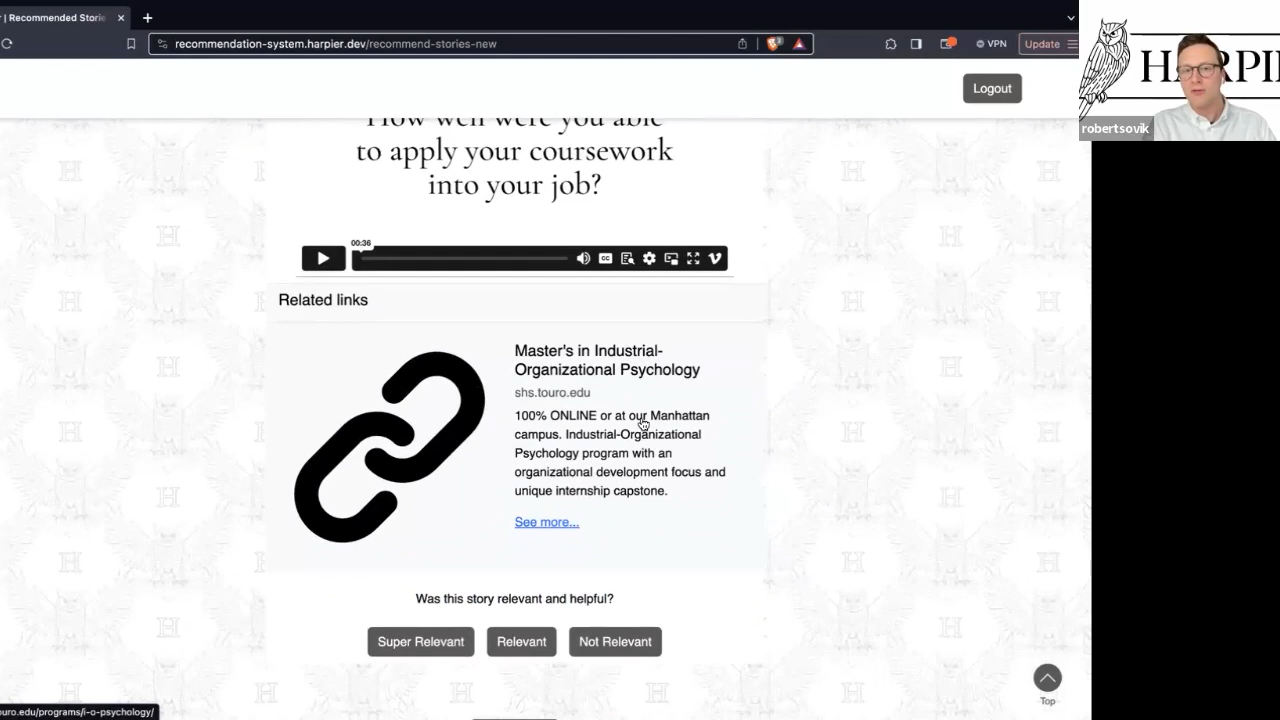 | Recommended Storie
recommendation-system.harpier.dev/recommend-stories-new
VPN
Update
Logout
How well were you able
to apply your coursework
into your job?
00:36
CC
Related links
Master's in Industrial-
Organizational Psychology
shs.touro.edu
100% ONLINE or at our Manhattan
campus. Industrial-Organizational
Psychology program with an
organizational development focus and
unique internship capstone.
See more...
Was this story relevant and helpful?
Super Relevant
Relevant
Not Relevant
Top
ouro.edu/programs/i-o-psychology/
robertsovik